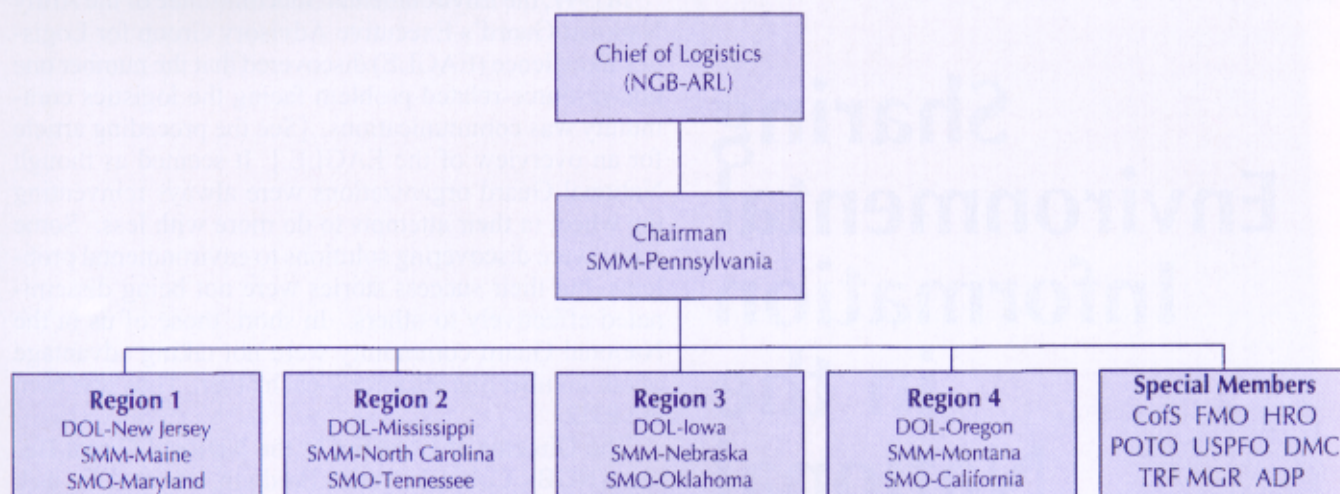 Chief of Logistics
(NGB-ARL)
Chairman
SMM-Pennsylvania
Region 1
DOL-New Jersey
SMM-Maine
SMO-Maryland
Region 2
DOL-Mississippi
SMM-North Carolina
SMO-Tennessee
Region 3
DOL-Iowa
SMM-Nebraska
SMO-Oklahoma
Region 4
DOL-Oregon
SMM-Montana
SMO-California
Special Members
CofS FMO HRO
POTO USPFO DMC
TRF MGR ADP